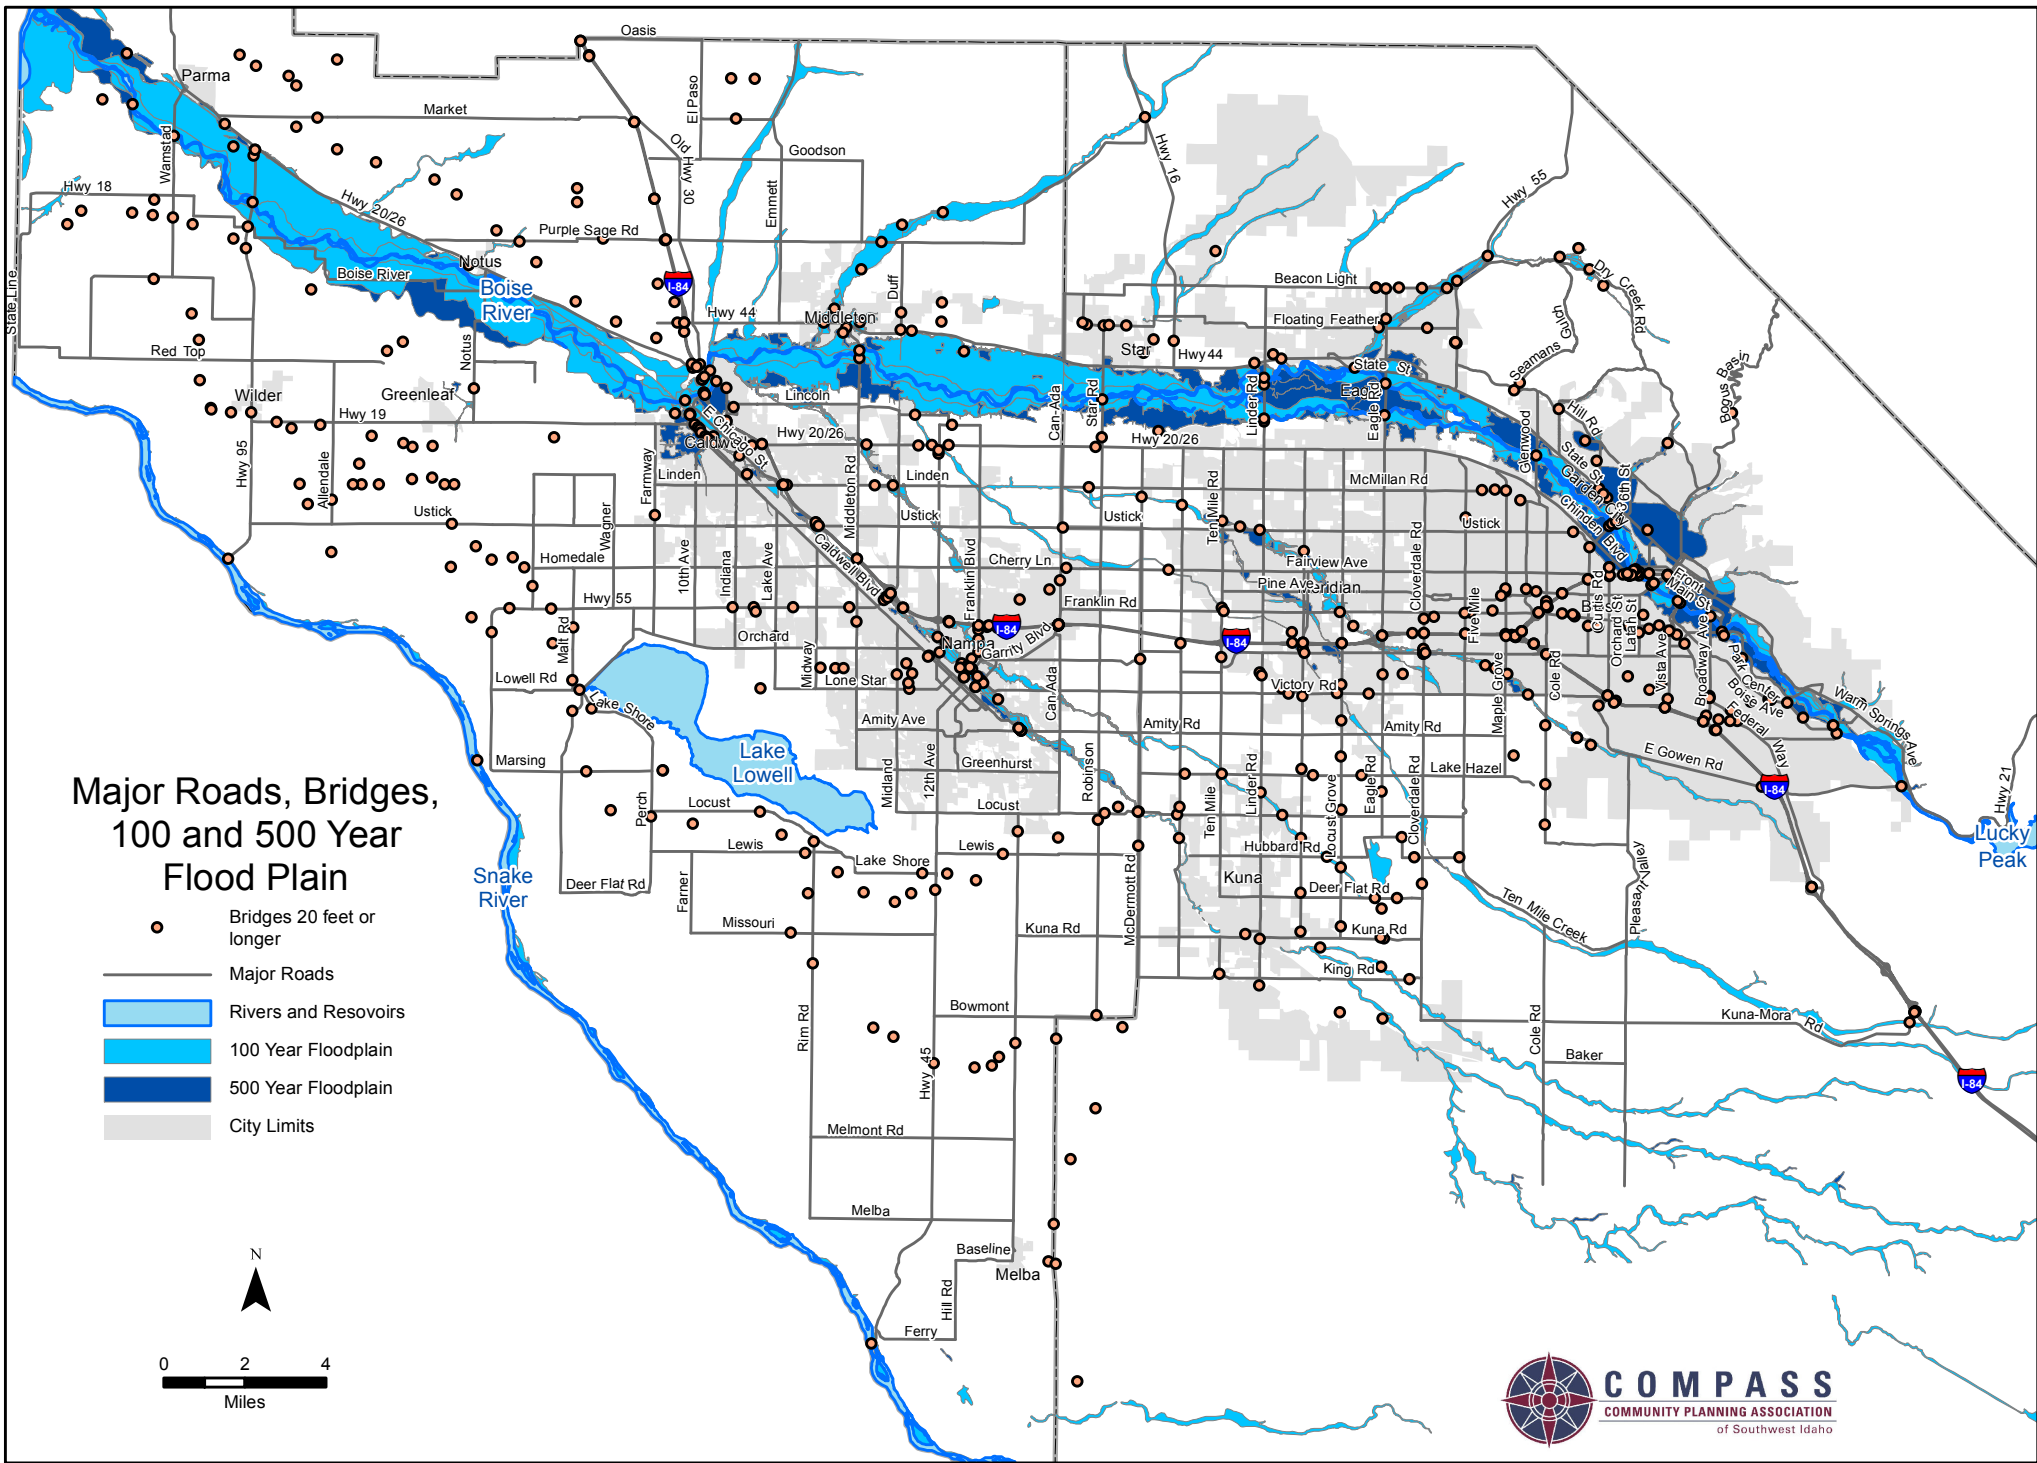 Oasis
Parma
Market
El Paso
Old Hwy 30
Goodson
Wamstad
Hwy 18
Hwy 20/26
Emmett
Hwy 16
Hwy 55
Purple Sage Rd
Notus
Boise River
Boise
River
I-84
Duff
Beacon Light
Dry Creek Rd
State Line
Hwy 44
Middleton
Floating Feather
Gulch
Seamans
Red Top
Notus
Star
Hwy 44
State St
Bogus Basin
Wilder
Greenleaf
Lincoln
Can-Ada
Star Rd
Linder Rd
Eagle Rd
Hill Rd
Hwy 19
E Chicago St
Hwy 20/26
Hwy 20/26
Glenwood
State St
36th St
Garden City
Chinden Blvd
Hwy 95
Allendale
Farmway
Linden
Middleton Rd
Linden
Ten Mile Rd
McMillan Rd
Ustick
Wagner
Ustick
Ustick
Ustick
Caldwell Blvd
Homedale
10th Ave
Indiana
Lake Ave
Franklin Blvd
Cherry Ln
Fairview Ave
Pine Ave
Cloverdale Rd
Front
Main St
Hwy 55
Franklin Rd
Five Mile
Curtis Rd
Orchard St
Latah St
Vista Ave
Broadway Ave
Malt Rd
Orchard
Midway
Nampa
I-84
Garrity Blvd
I-84
Park Center
Boise Ave
Warm Springs Ave
Lowell Rd
Lone Star
Can-Ada
Victory Rd
Maple Grove
Cole Rd
Federal Way
Lake Shore
Amity Ave
Amity Rd
Amity Rd
Marsing
Lake
Lowell
Midland
12th Ave
Greenhurst
Robinson
E Gowen Rd
Lake Hazel
I-84
Hwy 21
Lucky
Peak
Major Roads, Bridges,
100 and 500 Year
Flood Plain
Perch
Locust
Locust
Ten Mile
Linder Rd
Locust Grove
Eagle Rd
Cloverdale Rd
Snake
River
Lewis
Lake Shore
Lewis
Hubbard Rd
Deer Flat Rd
Farner
McDermott Rd
Kuna
Deer Flat Rd
Ten Mile Creek
Pleasant Valley
Bridges 20 feet or
longer
Missouri
Kuna Rd
Kuna Rd
Major Roads
King Rd
Rivers and Resovoirs
Rim Rd
Bowmont
Kuna-Mora Rd
100 Year Floodplain
Hwy 45
Cole Rd
Baker
I-84
500 Year Floodplain
City Limits
Melmont Rd
Melba
Baseline
Melba
N
Hill Rd
Ferry
0 2 4
Miles
COMPASS
COMMUNITY PLANNING ASSOCIATION
of Southwest Idaho